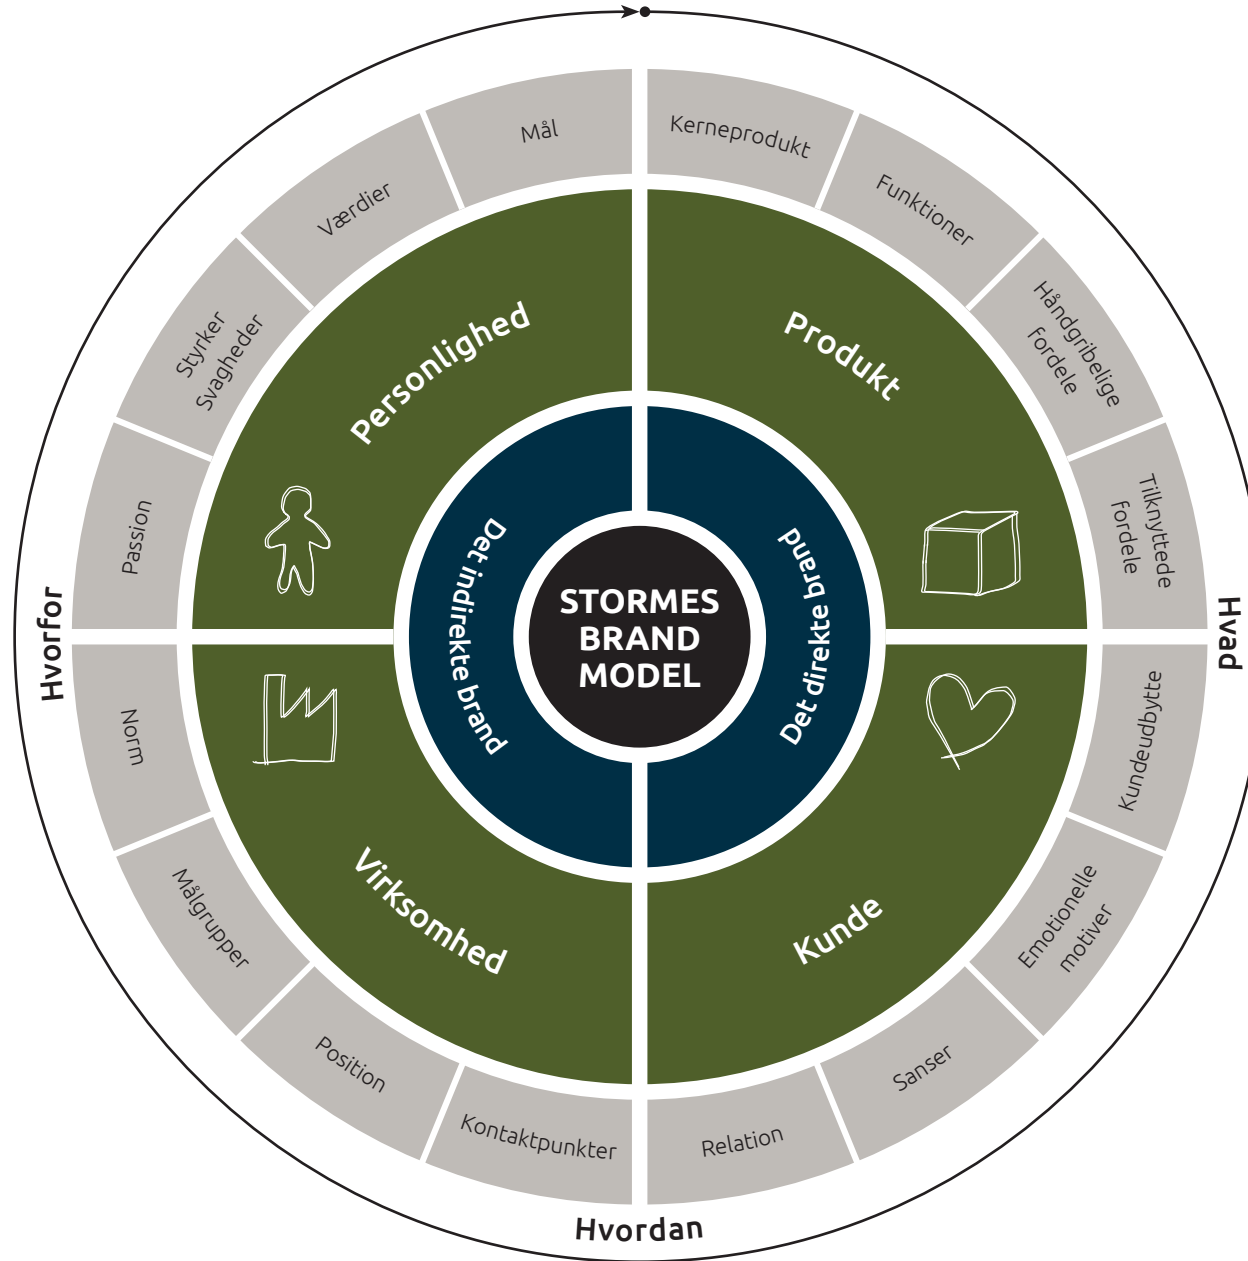 STORMES
BRAND
MODEL
Det direkte brand
Det indirekte brand
Produkt
Kunde
Virksomhed
Personlighed
Kerneprodukt
Funktioner
Håndgribelige
fordele
Tilknyttede
fordele
Kundeudbytte
Emotionelle
motiver
Sanser
Relation
Kontaktpunkter
Position
Målgrupper
Norm
Passion
Styrker
Svagheder
Værdier
Mål
Hvad
Hvordan
Hvorfor